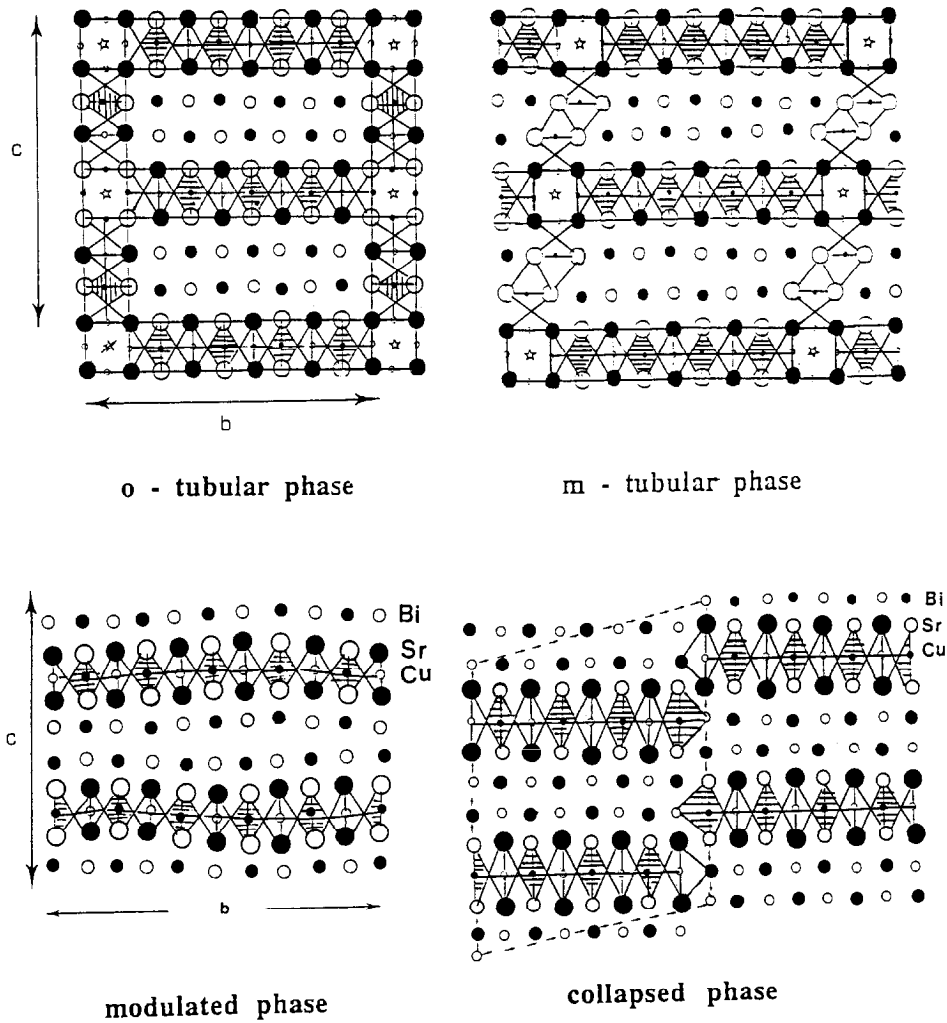 c
b
o - tubular phase
m - tubular phase
Bi
Sr
Cu
c
b
modulated phase
Bi
Sr
Cu
collapsed phase